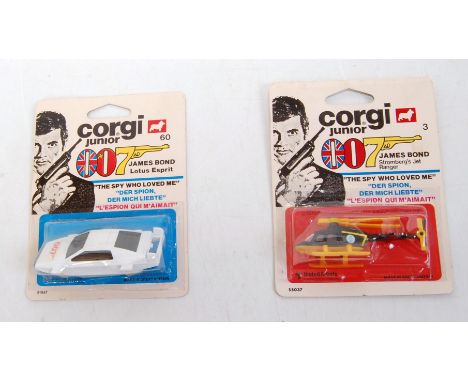 corgi
junior
60
007
JAMES BOND
Lotus Esprit
"THE SPY WHO LOVED ME"
"DER SPION,
DER MICH LIEBTE"
"L'ESPION QUI M'AIMAIT"
corgi
junior
3
007
JAMES BOND
Stromberg's Jet
Ranger
"THE SPY WHO LOVED ME"
"DER SPION,
DER MICH LIEBTE"
"L'ESPION QUI M'AIMAIT"